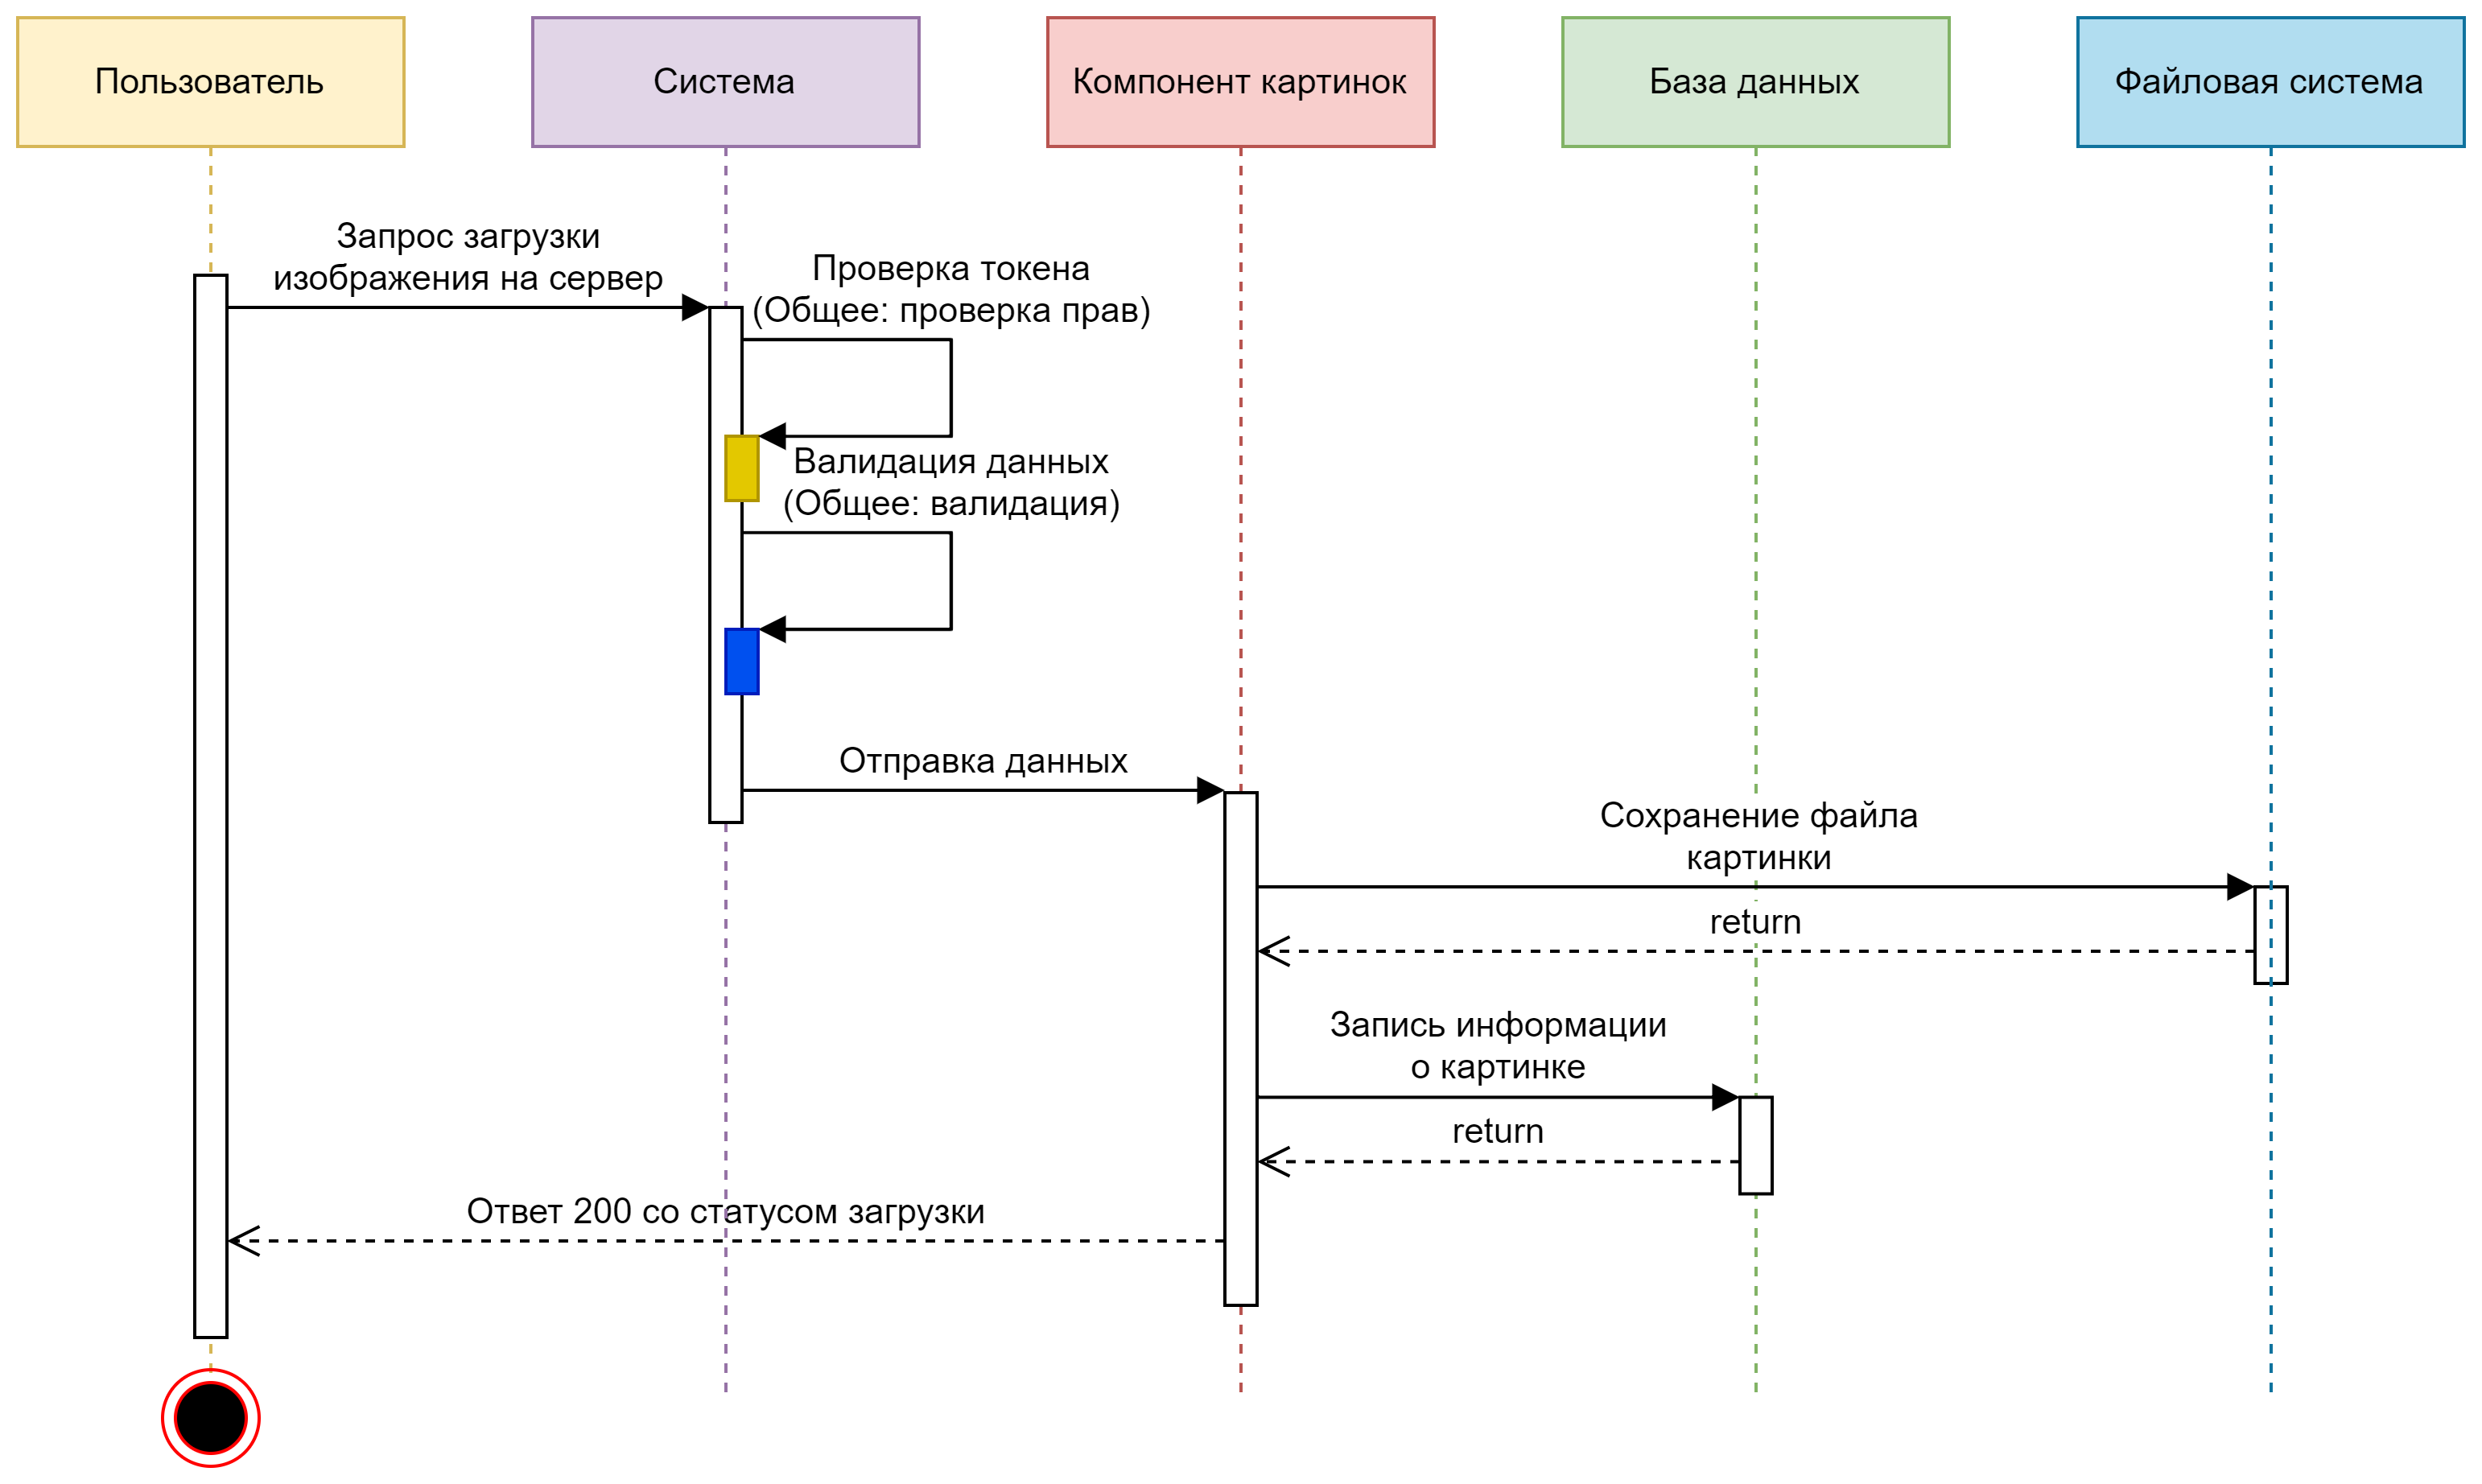 Пользователь
Система
Компонент картинок
База данных
Файловая система
Запрос загрузки
изображения на сервер
Проверка токена
(Общее: проверка прав)
Валидация данных
(Общее: валидация)
Отправка данных
Сохранение файла
картинки
return
Запись информации
о картинке
return
Ответ 200 со статусом загрузки